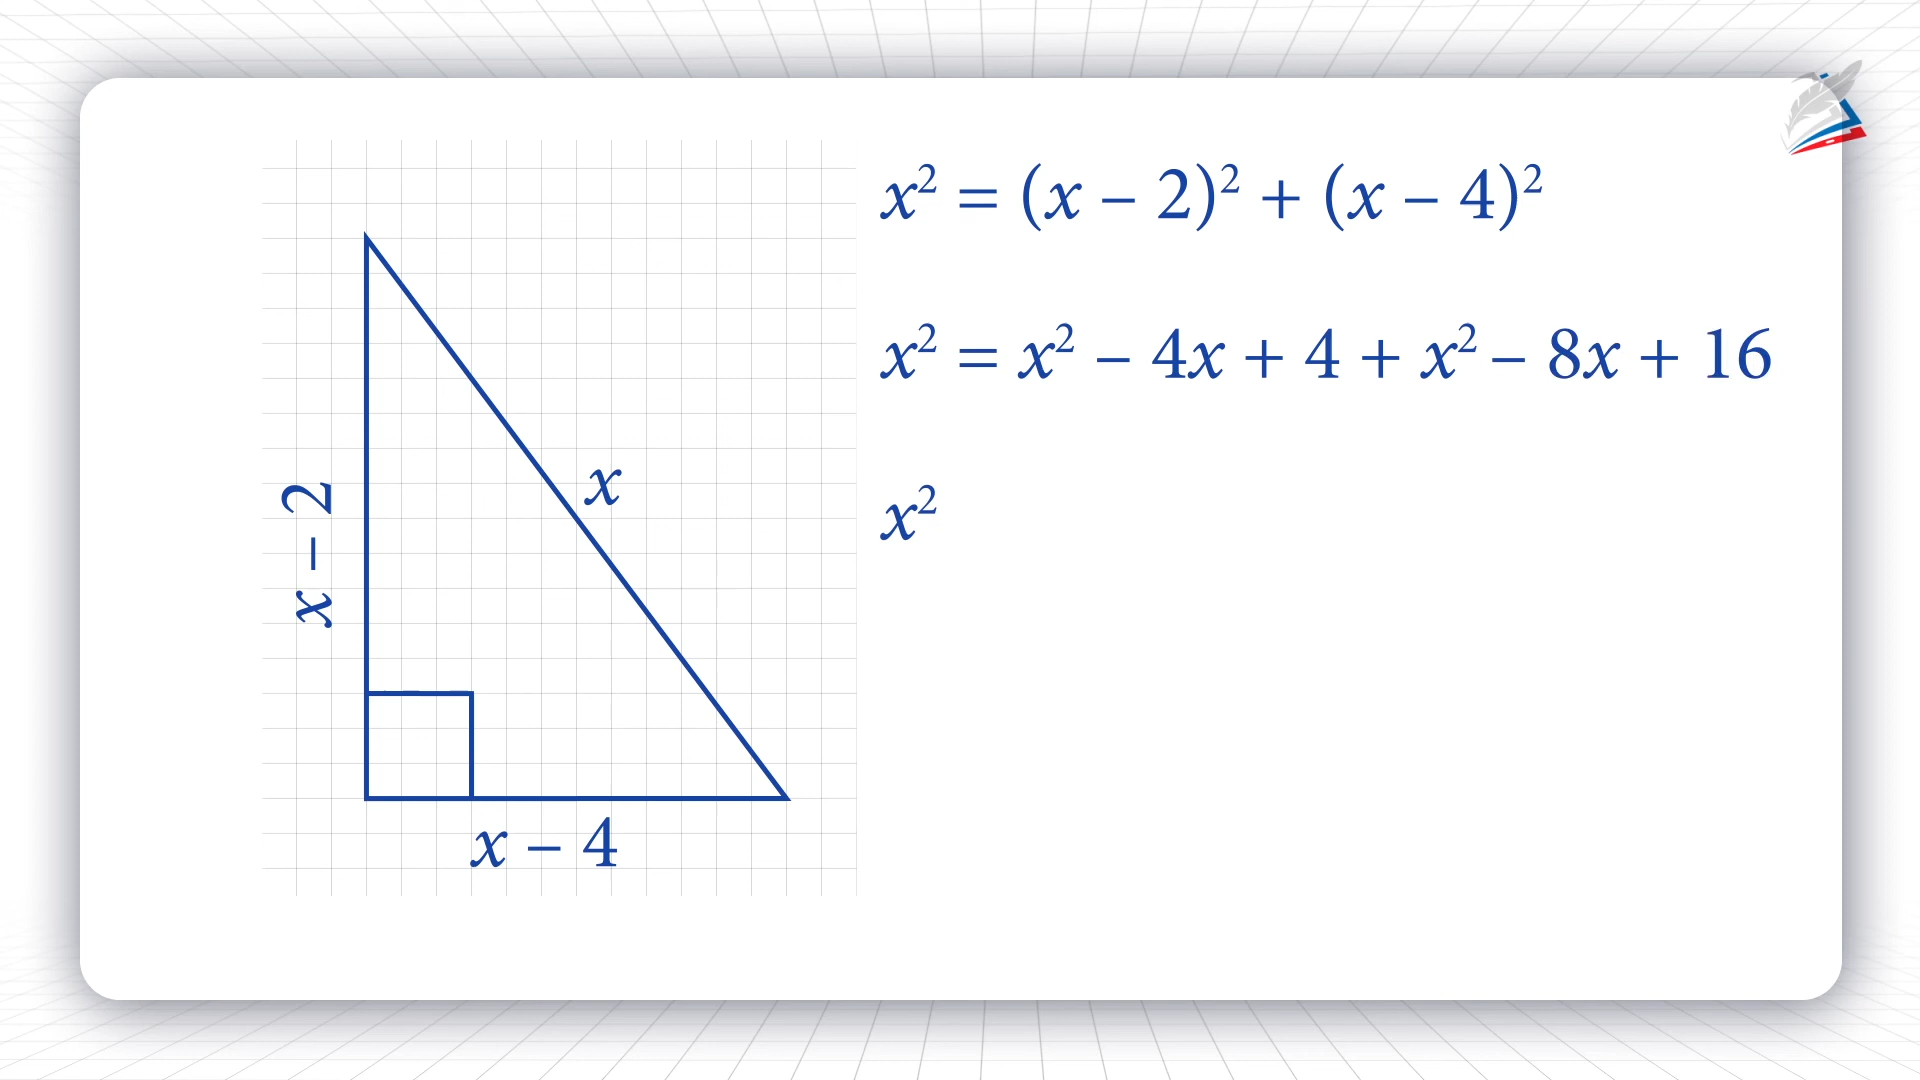 x² = (x – 2)² + (x – 4)²
x² = x² – 4x + 4 + x² – 8x + 16
x – 2
x
x²
x – 4